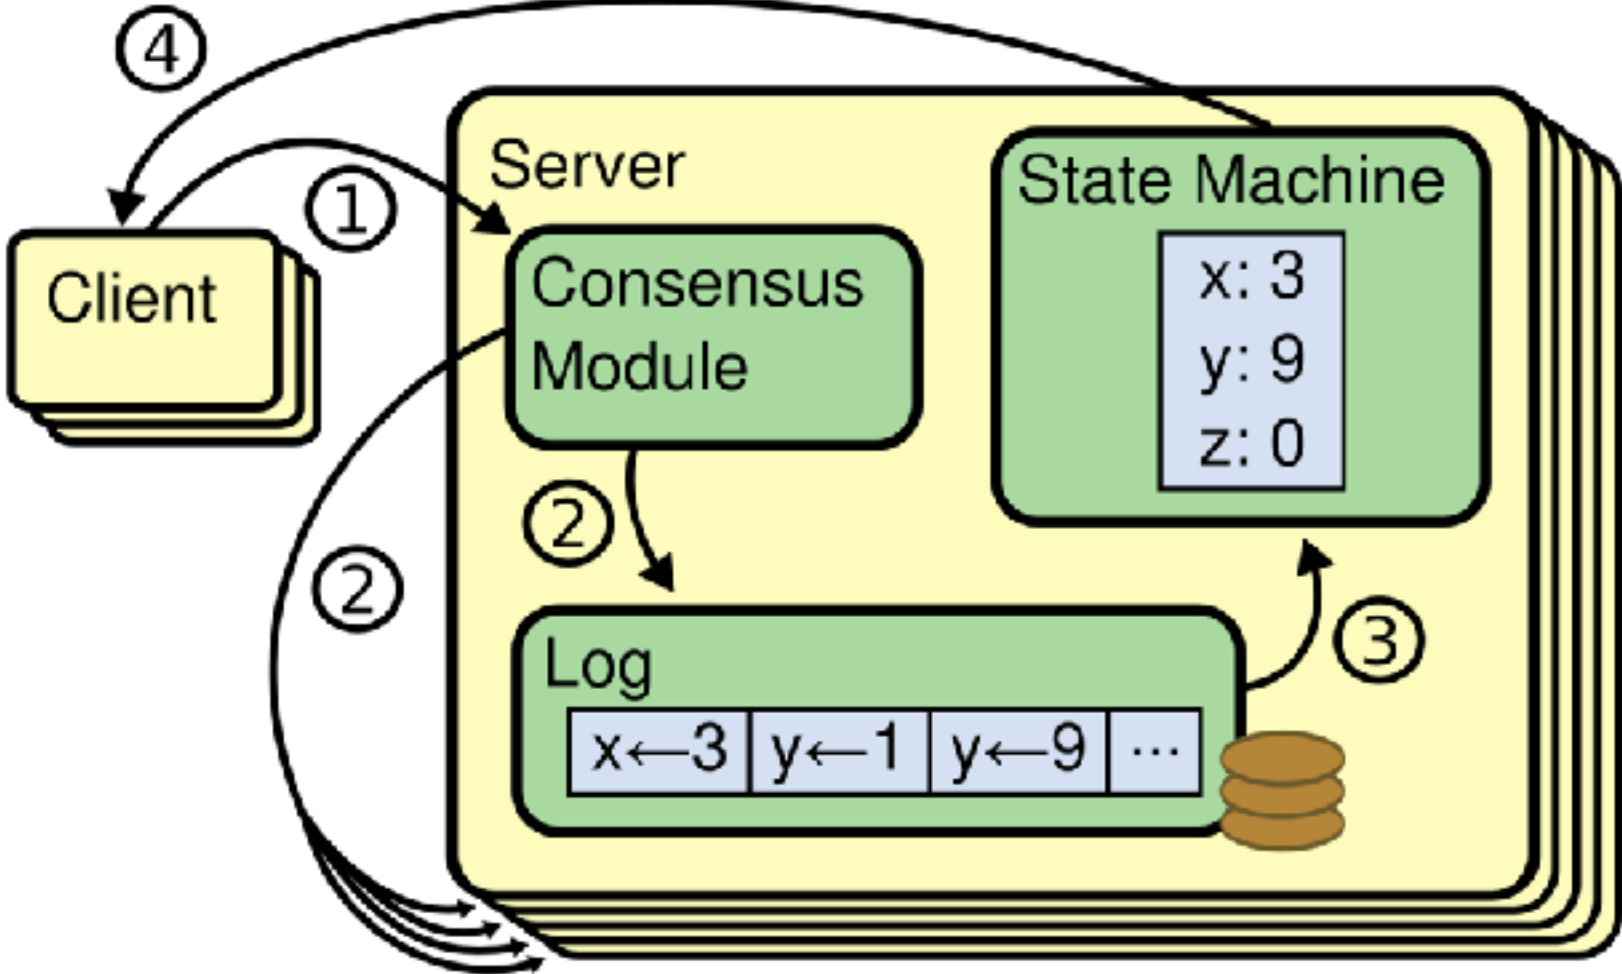 ④
①
Server
State Machine
x: 3
y: 9
z: 0
Client
Consensus
Module
②
②
③
Log
x←3 y←1 y←9 ...